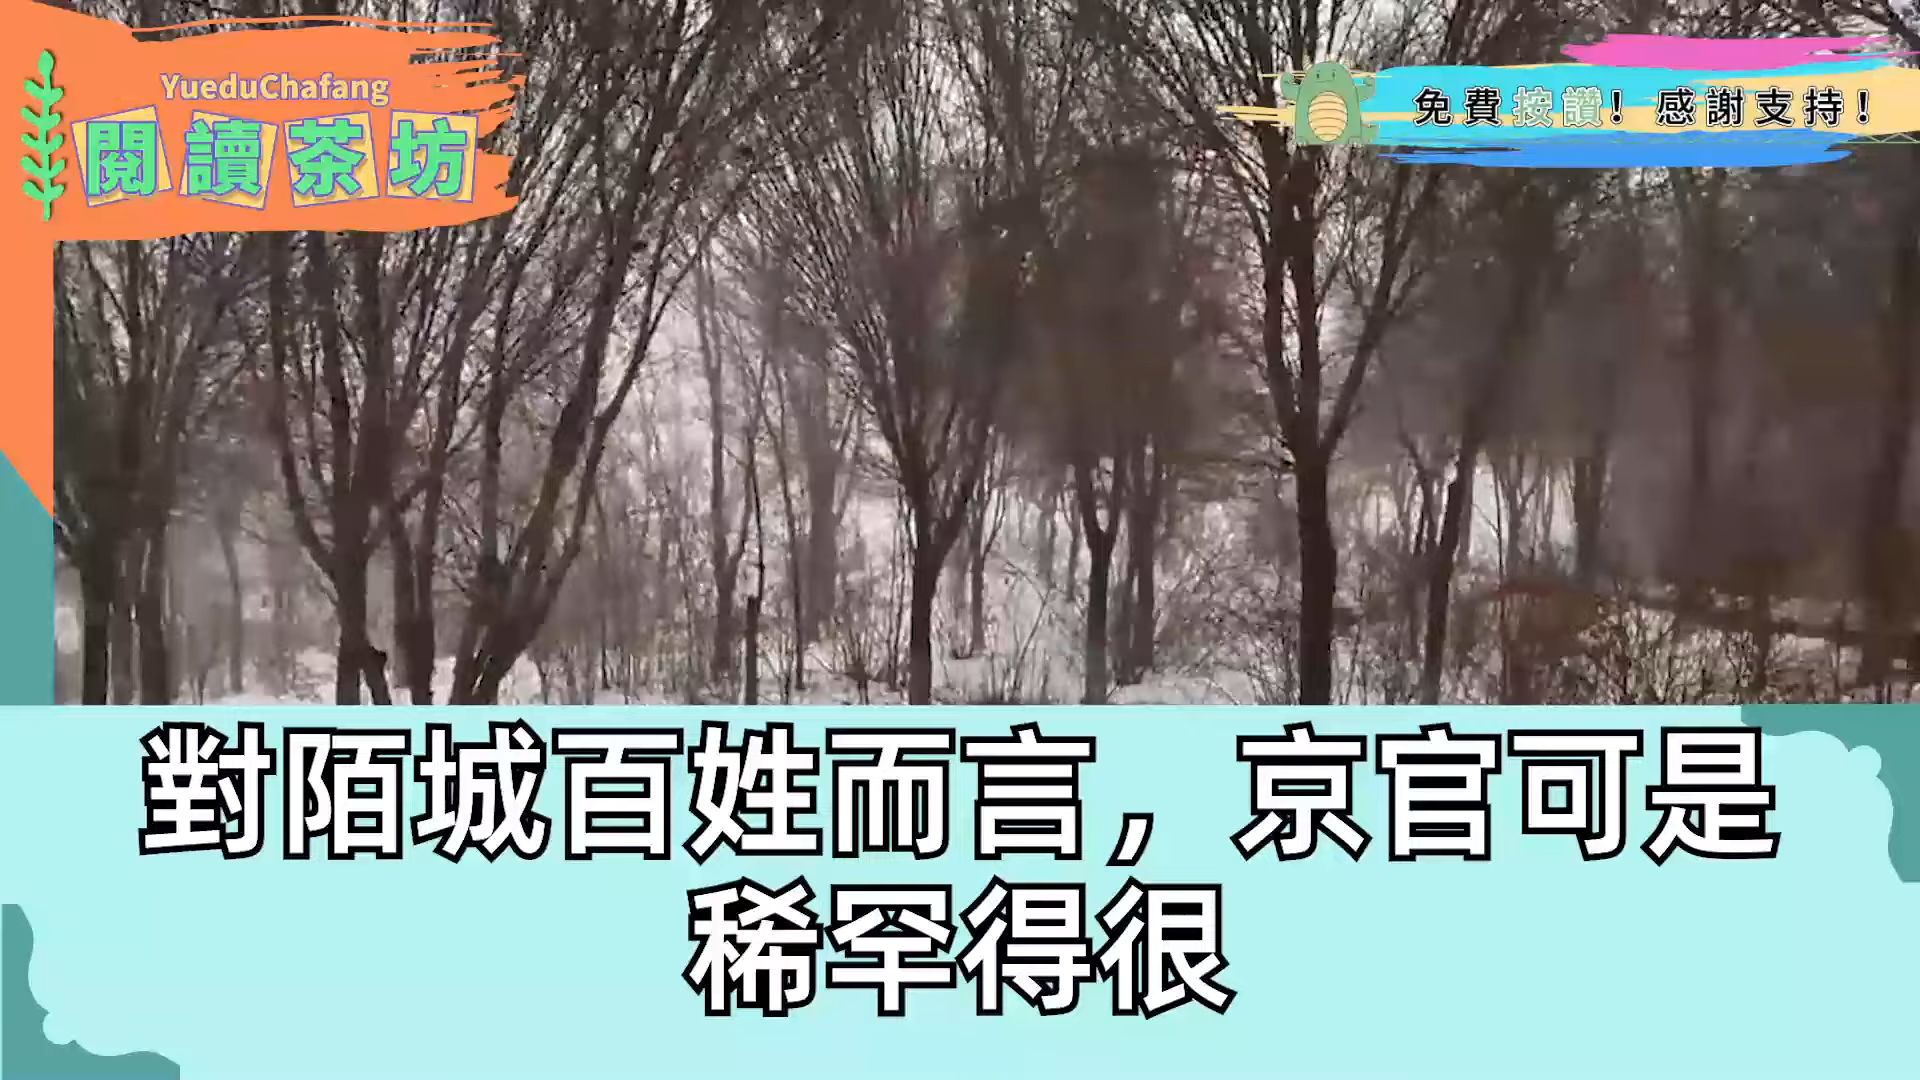 YueduChafang
閱讀茶坊
免費按讚！感謝支持！
對陌城百姓而言，京官可是
稀罕得很